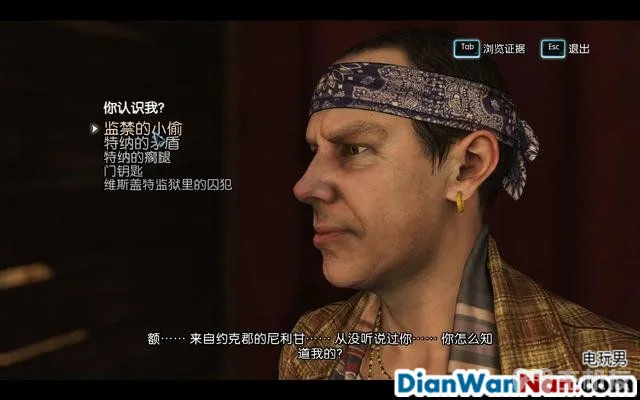 Tab 浏览证据 Esc 退出
你认识我?
监禁的小偷
特纳的矛盾
特纳的瘸腿
门钥匙
维斯盖特监狱里的囚犯
额…… 来自约克郡的尼利甘…… 从没听说过你…… 你怎么知
道我的?
电玩男
DianWanNan.com